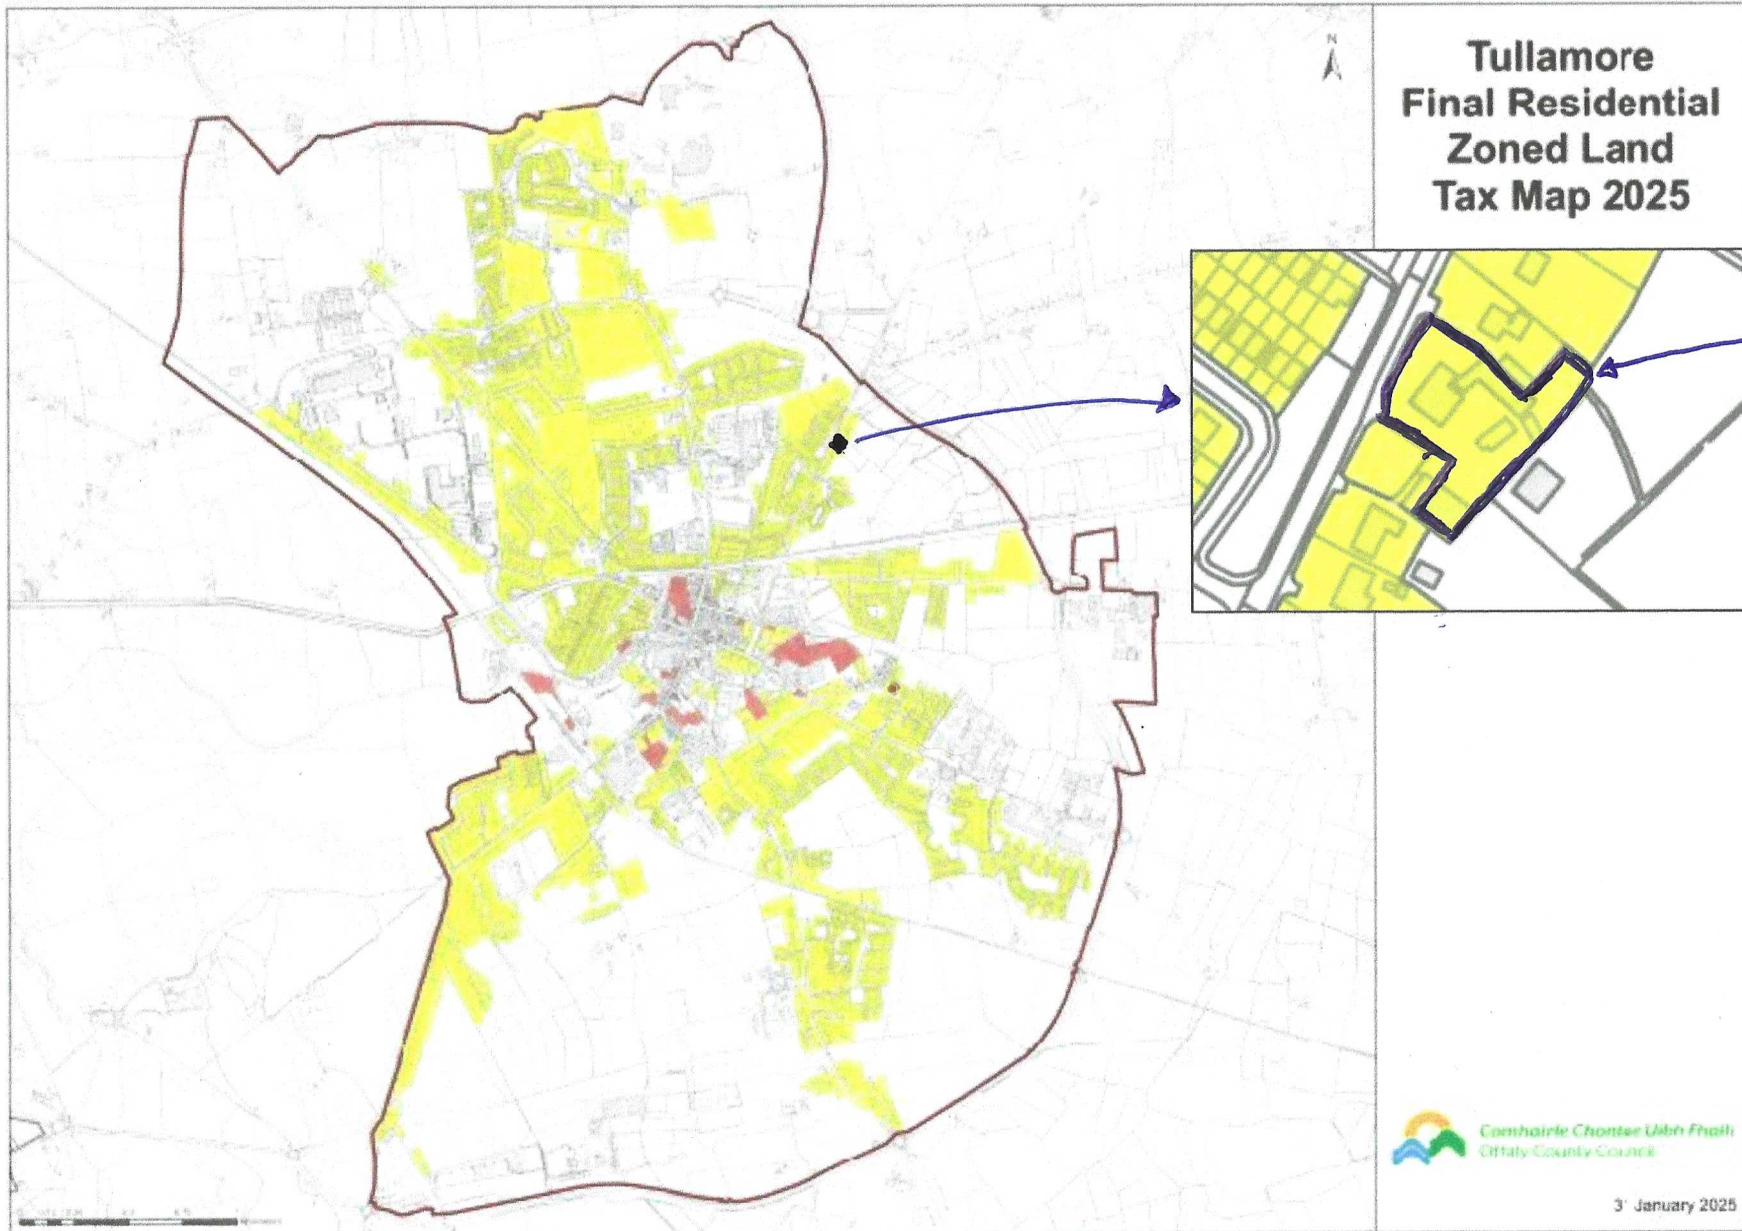 N
Tullamore
Final Residential
Zoned Land
Tax Map 2025
Comhairle Chontae Uíbh Fhailí
Offaly County Council
January 2025